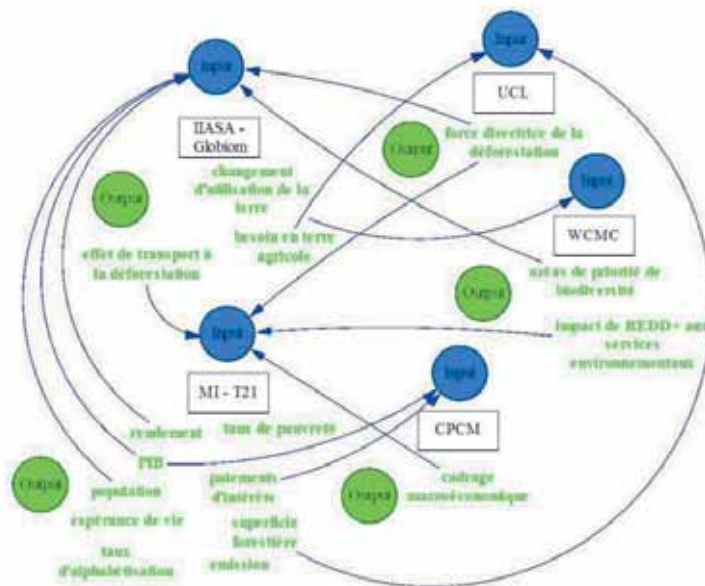 Input
UCL
Input
IIASA -
Globiom
Output
force directrice de la
déforestation
changement
d'utilisation de la
terre
Input
WCMC
Output
besoin en terre
agricole
effet de transport à
la déforestation
areas de priorité de
biodiversité
Output
Input
MI - T21
impact de REDD+ aux
services
environnementaux
Input
CPCM
rendement
taux de pauvreté
PIB
Output
population
paiements
d'intérêts
Output
cadrage
macroéconomique
espérance de vie
superficie
forestière
taux
d'alphabétisation
emission